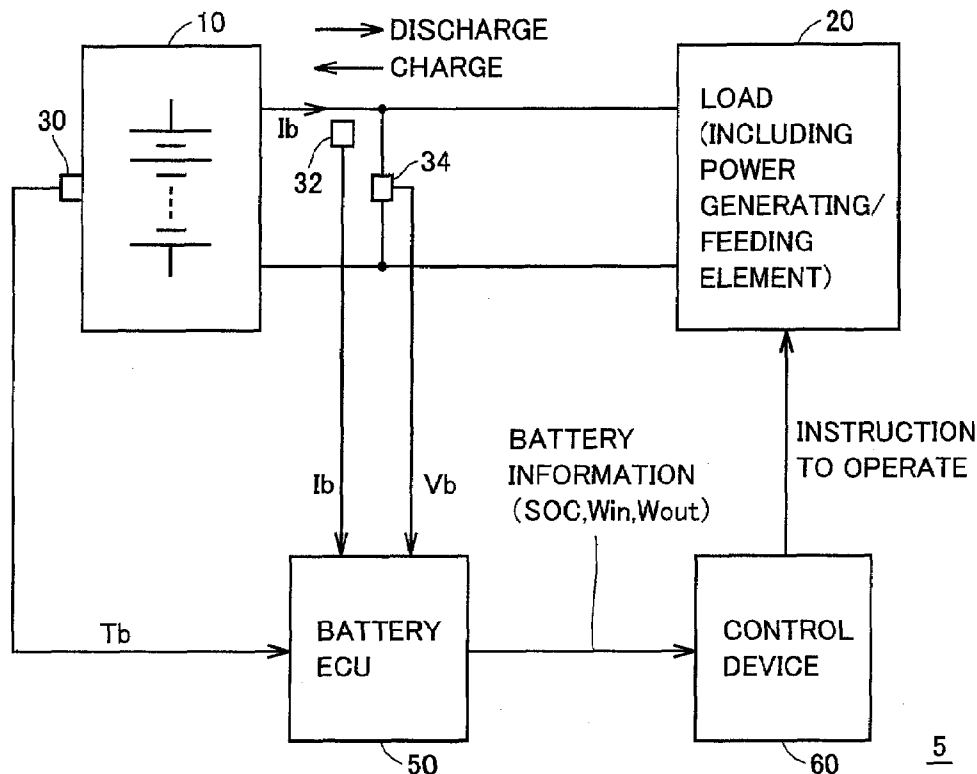 10
DISCHARGE
CHARGE
20
30
Ib
32
34
LOAD
(INCLUDING
POWER
GENERATING/
FEEDING
ELEMENT)
Ib
Vb
BATTERY
INFORMATION
(SOC,Win,Wout)
INSTRUCTION
TO OPERATE
Tb
BATTERY
ECU
CONTROL
DEVICE
50
60
5